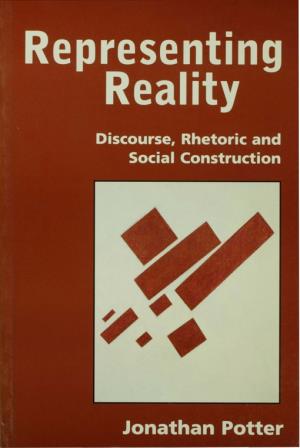 Representing
Reality
Discourse, Rhetoric and
Social Construction
Jonathan Potter